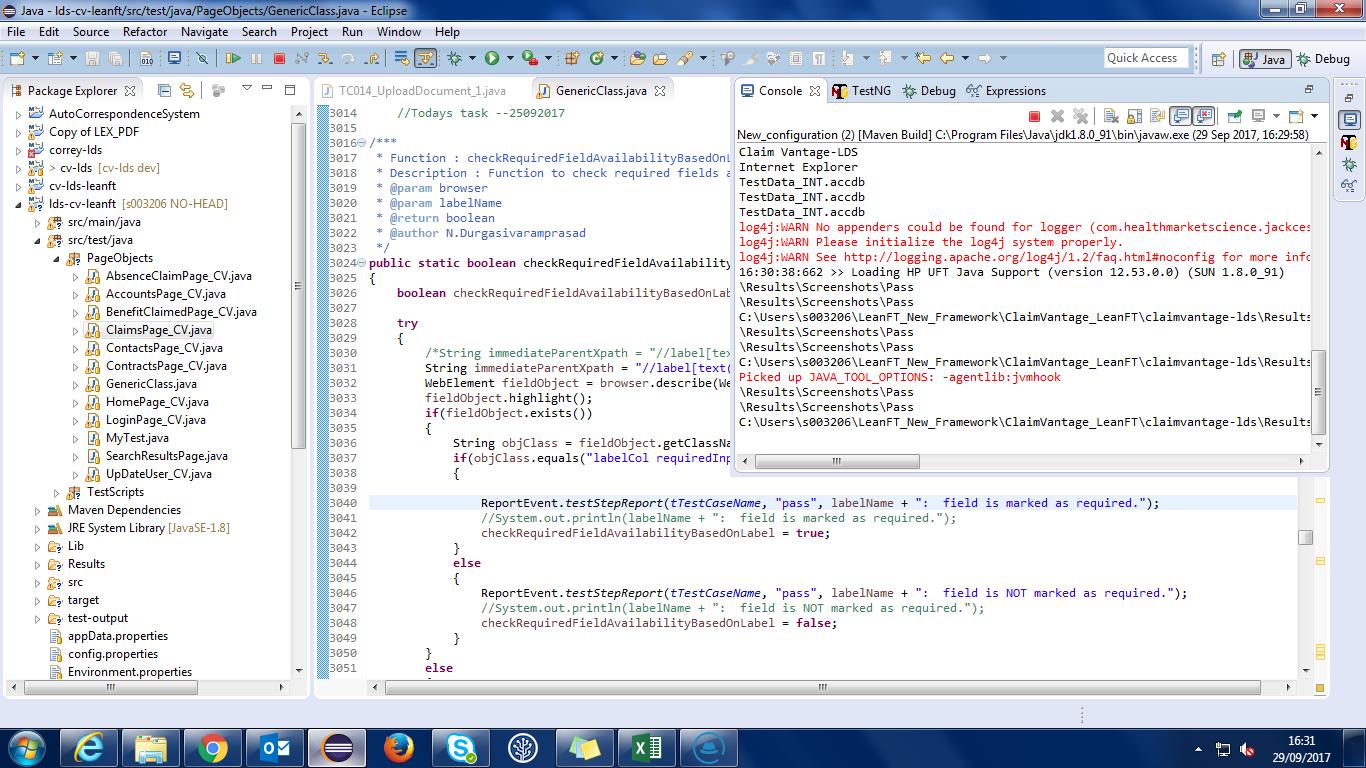 Java - lds-cv-leanft/src/test/java/PageObjects/GenericClass.java - Eclipse
File Edit Source Refactor Navigate Search Project Run Window Help
Quick Access
Java
Debug
Package Explorer
AutoCorrespondenceSystem
Copy of LEX_PDF
correy-lds
> cv-lds [cv-lds dev]
cv-lds-leanft
lds-cv-leanft [s003206 NO-HEAD]
src/main/java
src/test/java
PageObjects
AbsenceClaimPage_CV.java
AccountsPage_CV.java
BenefitClaimedPage_CV.java
ClaimsPage_CV.java
ContactsPage_CV.java
ContractsPage_CV.java
GenericClass.java
HomePage_CV.java
LoginPage_CV.java
MyTest.java
SearchResultsPage.java
UpDateUser_CV.java
TestScripts
Maven Dependencies
JRE System Library [JavaSE-1.8]
Lib
Results
src
target
test-output
appData.properties
config.properties
Environment.properties
TC014_UploadDocument_1.java
GenericClass.java
3014 //Todays task --25092017
3015
3016 /***
3017 * Function : checkRequiredFieldAvailabilityBasedOnL
3018 * Description : Function to check required fields a
3019 * @param browser
3020 * @param labelName
3021 * @return boolean
3022 * @author N.Durgasivaramprasad
3023 */
3024 public static boolean checkRequiredFieldAvailability
3025 {
3026 boolean checkRequiredFieldAvailabilityBasedOnLab
3027
3028 try
3029 {
3030 /*String immediateParentXpath = "//label[tex
3031 String immediateParentXpath = "//label[text(
3032 WebElement fieldObject = browser.describe(We
3033 fieldObject.highlight();
3034 if(fieldObject.exists())
3035 {
3036 String objClass = fieldObject.getClassNa
3037 if(objClass.equals("labelCol requiredInp
3038 {
3039
3040 ReportEvent.testStepReport(tTestCaseName, "pass", labelName + ":  field is marked as required.");
3041 //System.out.println(labelName + ":  field is marked as required.");
3042 checkRequiredFieldAvailabilityBasedOnLabel = true;
3043 }
3044 else
3045 {
3046 ReportEvent.testStepReport(tTestCaseName, "pass", labelName + ":  field is NOT marked as required.");
3047 //System.out.println(labelName + ":  field is NOT marked as required.");
3048 checkRequiredFieldAvailabilityBasedOnLabel = false;
3049 }
3050 }
3051 else
Console
TestNG
Debug
Expressions
New_configuration (2) [Maven Build] C:\Program Files\Java\jdk1.8.0_91\bin\javaw.exe (29 Sep 2017, 16:29:58)
Claim Vantage-LDS
Internet Explorer
TestData_INT.accdb
TestData_INT.accdb
TestData_INT.accdb
log4j:WARN No appenders could be found for logger (com.healthmarketscience.jackces
log4j:WARN Please initialize the log4j system properly.
log4j:WARN See http://logging.apache.org/log4j/1.2/faq.html#noconfig for more info
16:30:38:662 >> Loading HP UFT Java Support (version 12.53.0.0) (SUN 1.8.0_91)
\Results\Screenshots\Pass
\Results\Screenshots\Pass
C:\Users\s003206\LeanFT_New_Framework\ClaimVantage_LeanFT\claimvantage-lds\Results
\Results\Screenshots\Pass
\Results\Screenshots\Pass
C:\Users\s003206\LeanFT_New_Framework\ClaimVantage_LeanFT\claimvantage-lds\Results
Picked up JAVA_TOOL_OPTIONS: -agentlib:jvmhook
\Results\Screenshots\Pass
\Results\Screenshots\Pass
C:\Users\s003206\LeanFT_New_Framework\ClaimVantage_LeanFT\claimvantage-lds\Results
16:31
29/09/2017